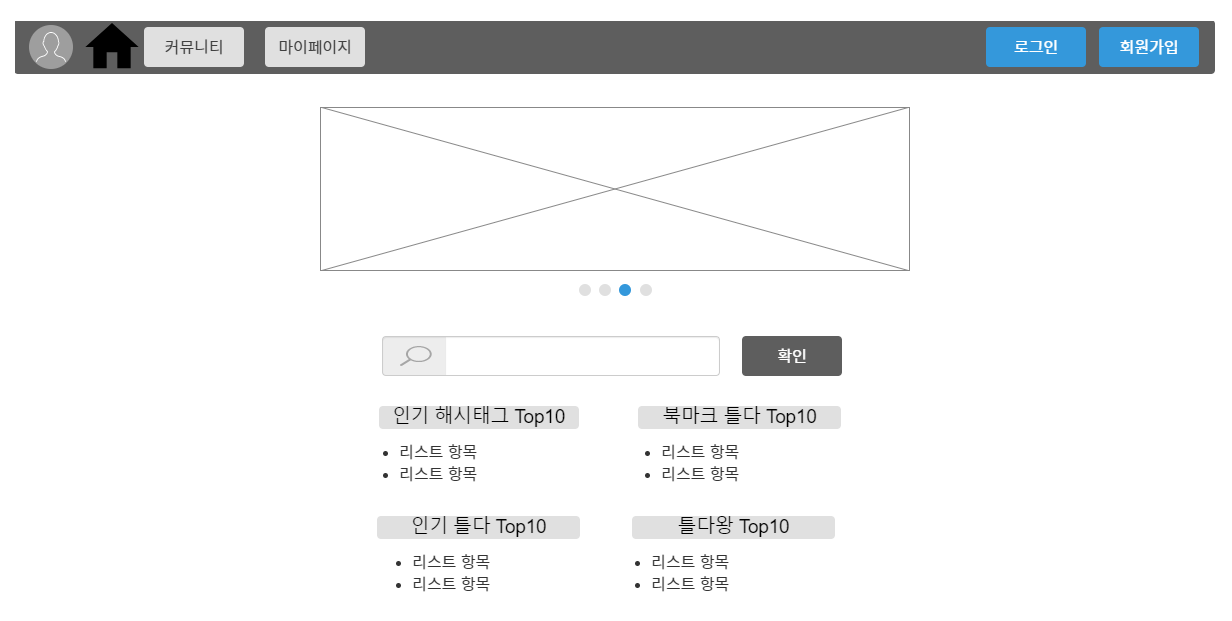 커뮤니티
마이페이지
로그인
회원가입
확인
인기 해시태그 Top10
리스트 항목
리스트 항목
북마크 틀다 Top10
리스트 항목
리스트 항목
인기 틀다 Top10
리스트 항목
리스트 항목
틀다왕 Top10
리스트 항목
리스트 항목